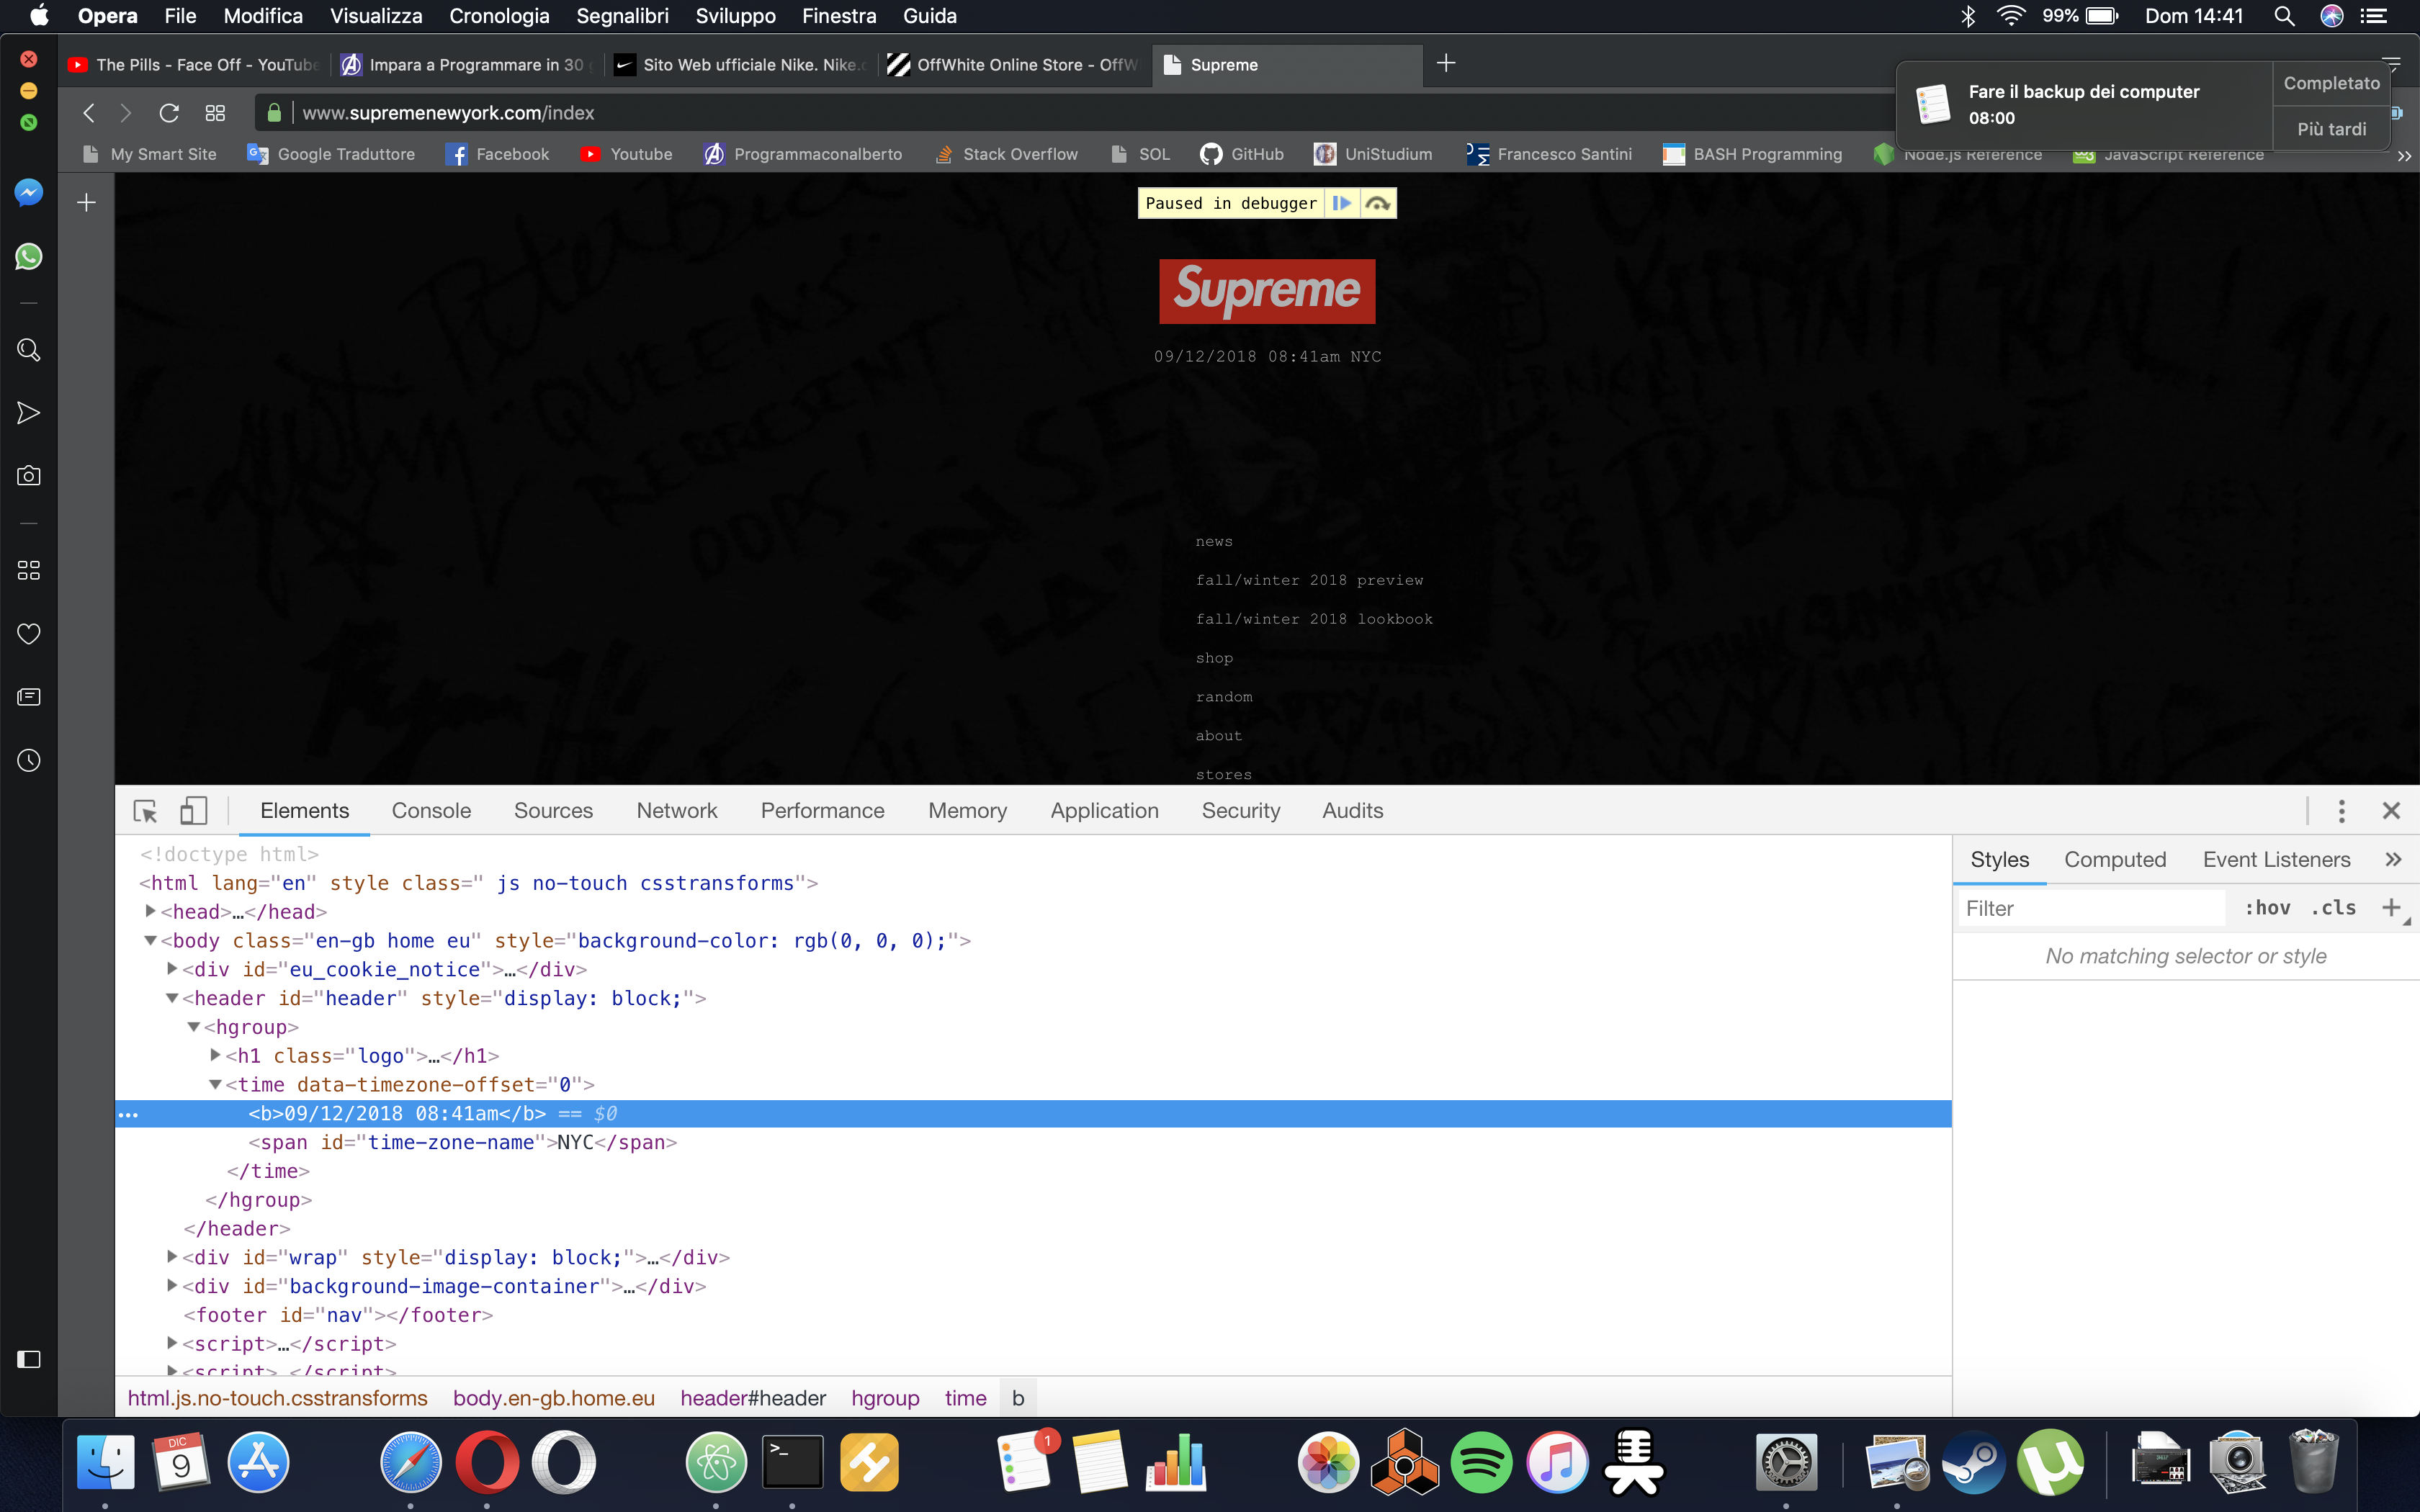 Opera File Modifica Visualizza Cronologia Segnalibri Sviluppo Finestra Guida 99% Dom 14:41
The Pills - Face Off - YouTube Impara a Programmare in 30 g Sito Web ufficiale Nike. Nike.c OffWhite Online Store - OffW Supreme
Fare il backup dei computer
08:00
Completato
Più tardi
www.supremenewyork.com/index
My Smart Site Google Traduttore Facebook Youtube Programmaconalberto Stack Overflow SOL GitHub UniStudium Francesco Santini BASH Programming Node.js Reference JavaScript Reference
Paused in debugger
Supreme
09/12/2018 08:41am NYC
news
fall/winter 2018 preview
fall/winter 2018 lookbook
shop
random
about
stores
Elements Console Sources Network Performance Memory Application Security Audits
<!doctype html>
<html lang="en" style class=" js no-touch csstransforms">
<head>…</head>
<body class="en-gb home eu" style="background-color: rgb(0, 0, 0);">
<div id="eu_cookie_notice">…</div>
<header id="header" style="display: block;">
<hgroup>
<h1 class="logo">…</h1>
<time data-timezone-offset="0">
… <b>09/12/2018 08:41am</b> == $0
<span id="time-zone-name">NYC</span>
</time>
</hgroup>
</header>
<div id="wrap" style="display: block;">…</div>
<div id="background-image-container">…</div>
<footer id="nav"></footer>
<script>…</script>
<script>…</script>
html.js.no-touch.csstransforms body.en-gb.home.eu header#header hgroup time b
Styles Computed Event Listeners
Filter :hov .cls
No matching selector or style
DIC
9
1